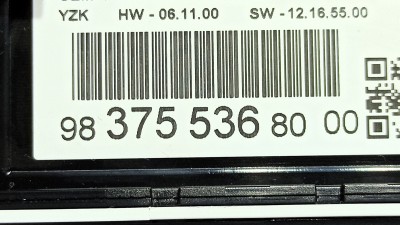 YZK HW - 06.11.00 SW - 12.16.55.00
98 375 536 80 00